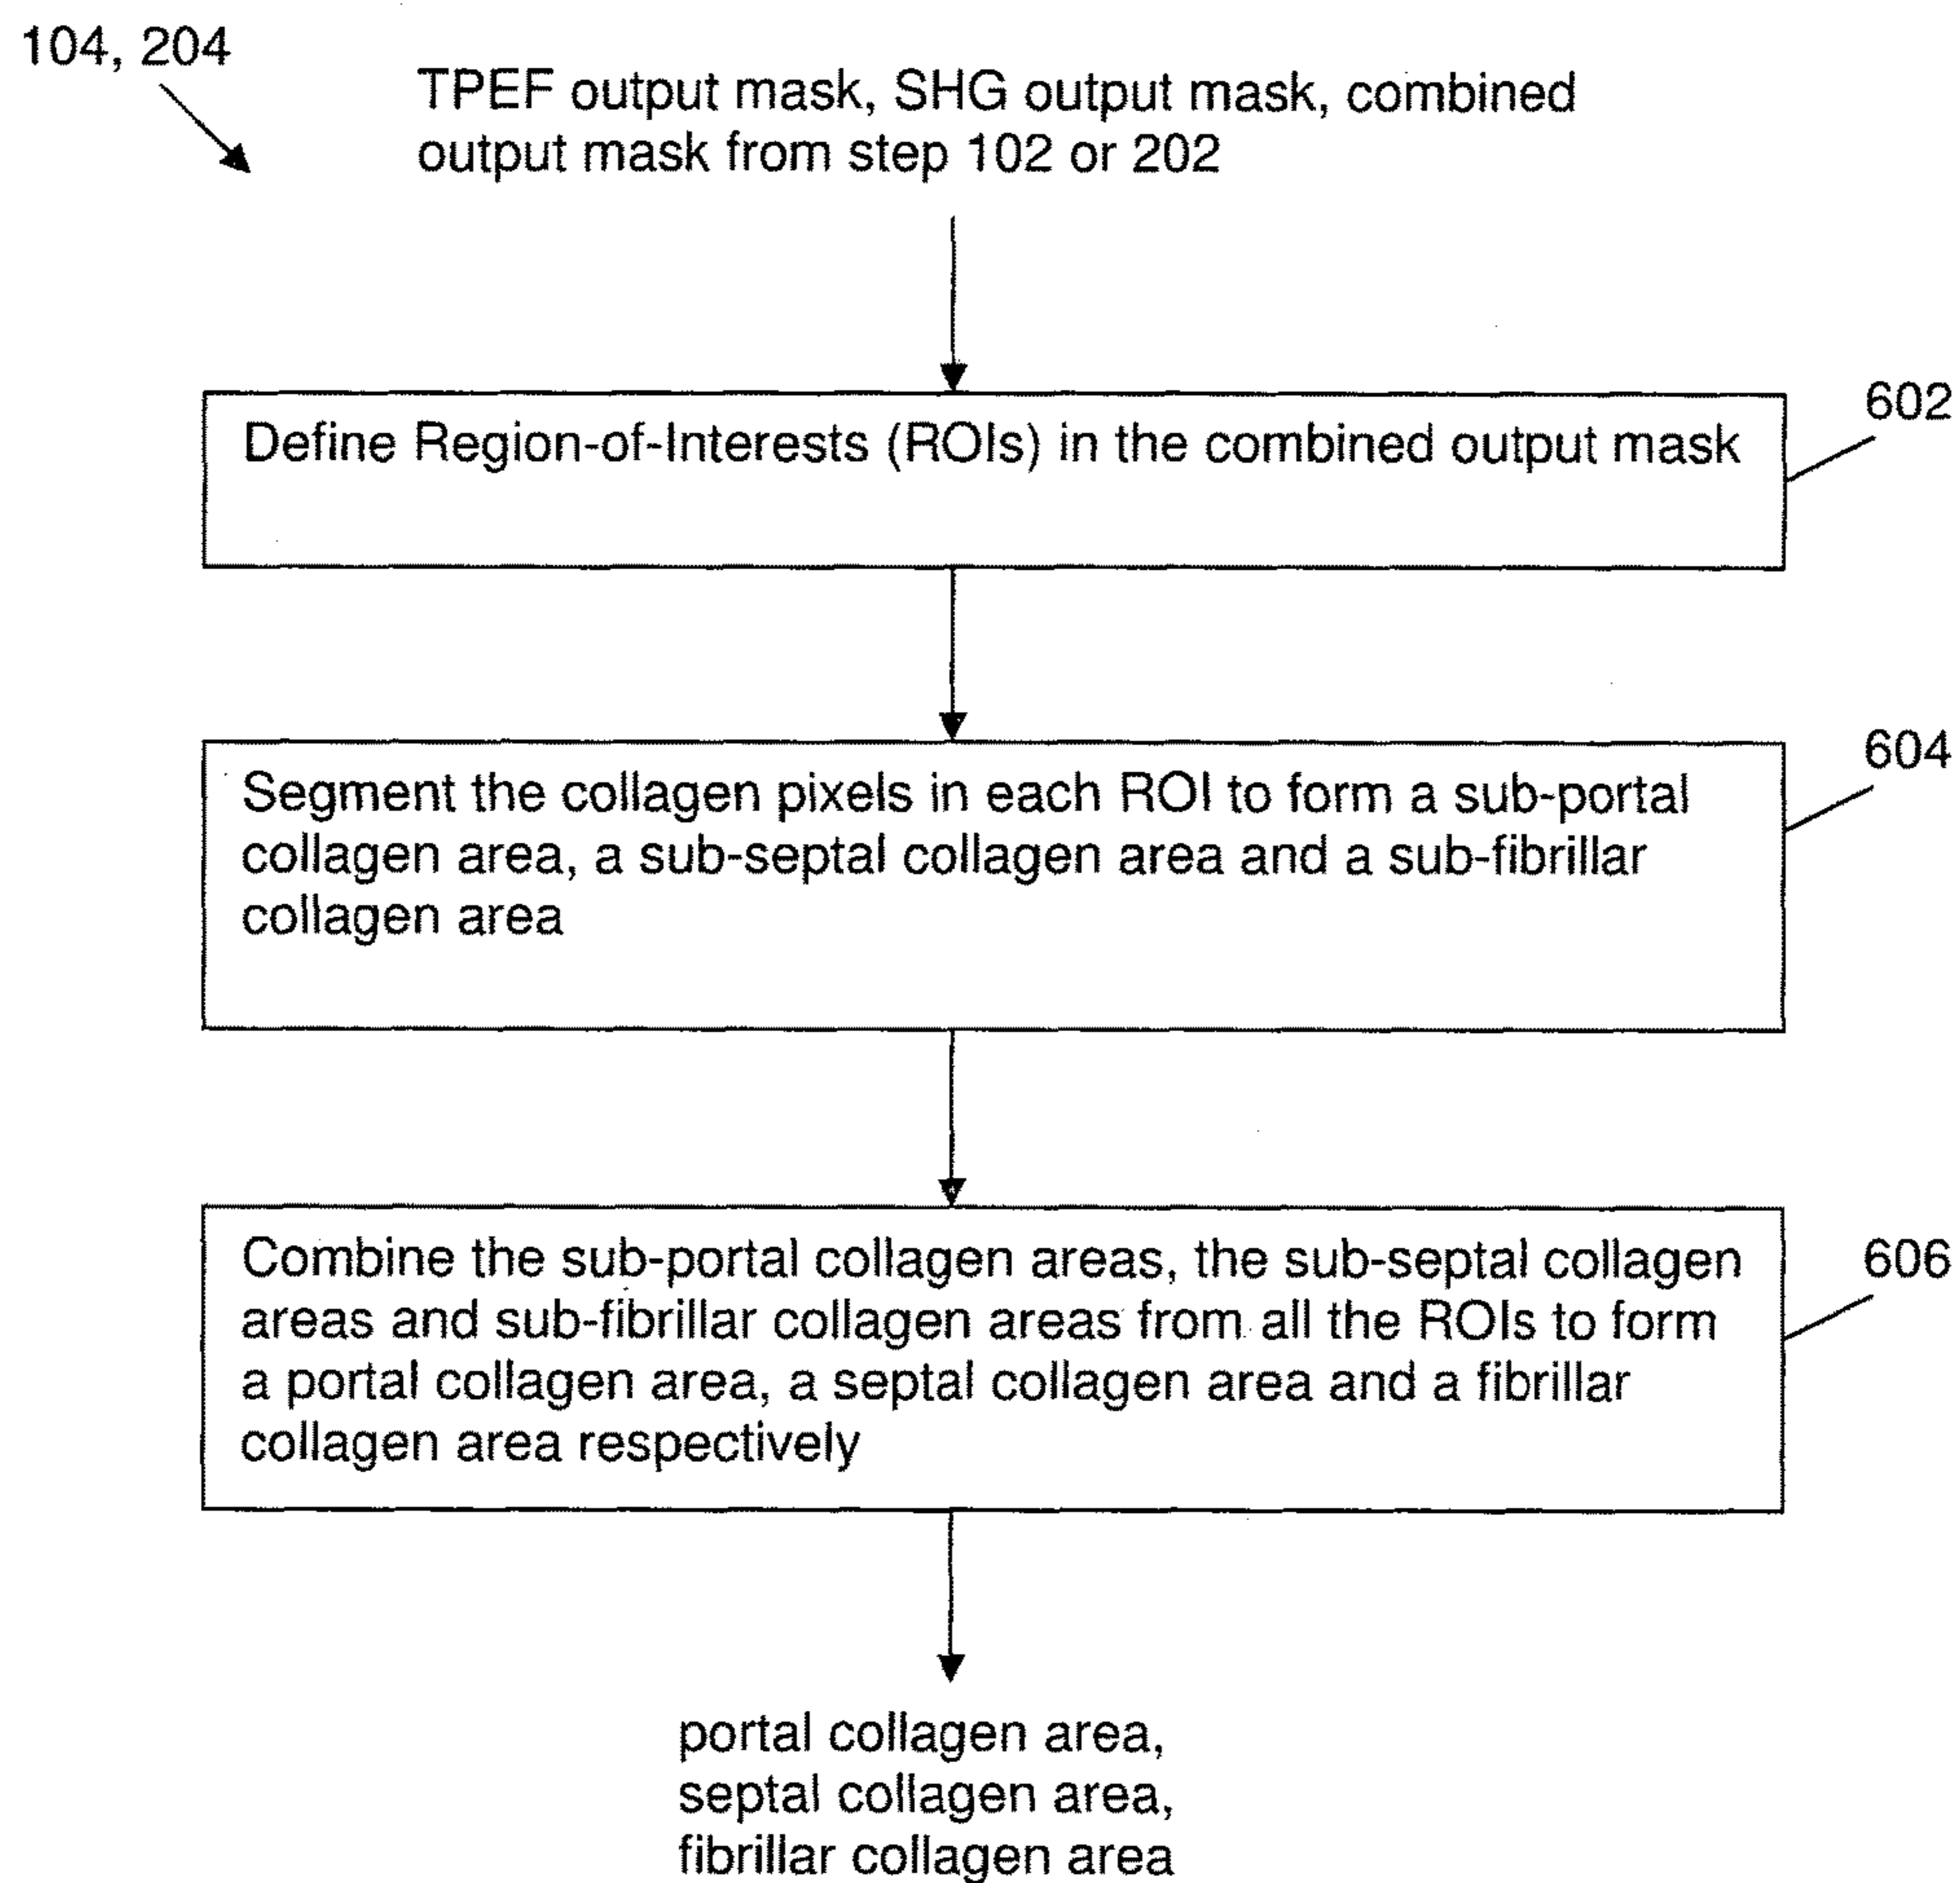 104, 204
TPEF output mask, SHG output mask, combined
output mask from step 102 or 202
602
Define Region-of-Interests (ROIs) in the combined output mask
604
Segment the collagen pixels in each ROI to form a sub-portal
collagen area, a sub-septal collagen area and a sub-fibrillar
collagen area
606
Combine the sub-portal collagen areas, the sub-septal collagen
areas and sub-fibrillar collagen areas from all the ROIs to form
a portal collagen area, a septal collagen area and a fibrillar
collagen area respectively
portal collagen area,
septal collagen area,
fibrillar collagen area